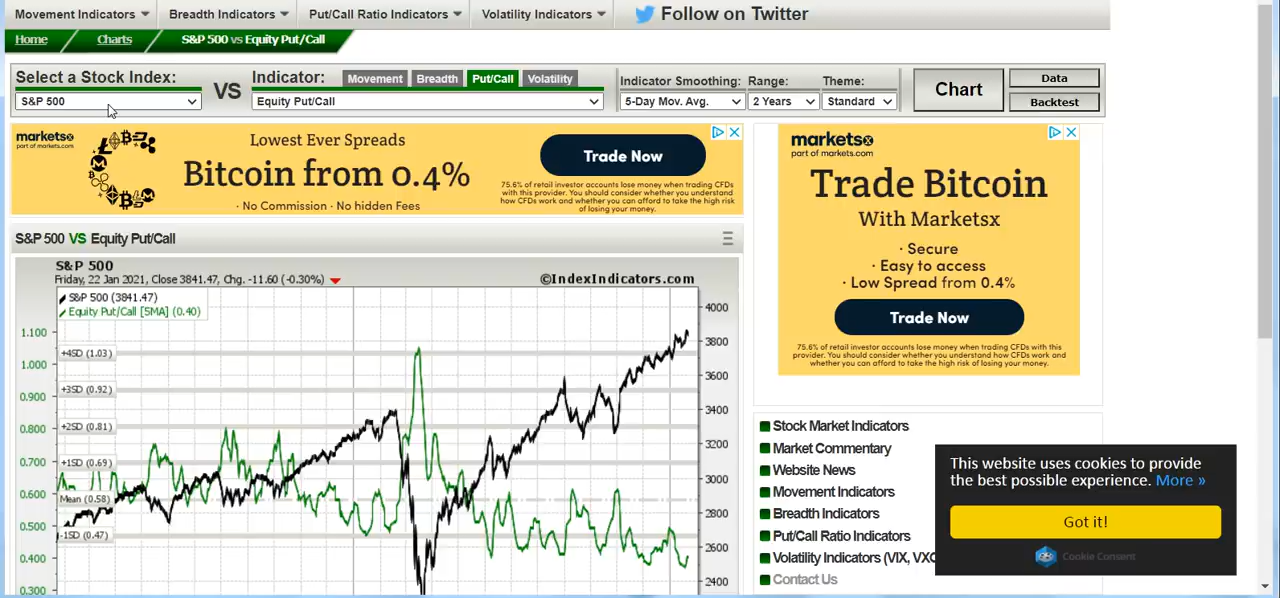 Movement Indicators
Breadth Indicators
Put/Call Ratio Indicators
Volatility Indicators
Follow on Twitter
Home
Charts
S&P 500 vs Equity Put/Call
Select a Stock Index:
S&P 500
VS
Indicator:
Movement
Breadth
Put/Call
Volatility
Equity Put/Call
Indicator Smoothing:
5-Day Mov. Avg.
Range:
2 Years
Theme:
Standard
Chart
Data
Backtest
marketsx
part of markets.com
Lowest Ever Spreads
Bitcoin from 0.4%
· No Commission · No hidden Fees
Trade Now
75.6% of retail investor accounts lose money when trading CFDs
with this provider. You should consider whether you understand
how CFDs work and whether you can afford to take the high risk
of losing your money.
marketsx
part of markets.com
Trade Bitcoin
With Marketsx
· Secure
· Easy to access
· Low Spread from 0.4%
Trade Now
75.6% of retail investor accounts lose money when trading CFDs with this
provider. You should consider whether you understand how CFDs work and
whether you can afford to take the high risk of losing your money.
S&P 500 VS Equity Put/Call
S&P 500
Friday, 22 Jan 2021, Close 3841.47, Chg. -11.60 (-0.30%)
©IndexIndicators.com
S&P 500 (3841.47)
Equity Put/Call [5MA] (0.40)
1.100
1.000
0.900
0.800
0.700
0.600
0.500
0.400
0.300
+4SD (1.03)
+3SD (0.92)
+2SD (0.81)
+1SD (0.69)
Mean (0.58)
-1SD (0.47)
4000
3800
3600
3400
3200
3000
2800
2600
2400
Stock Market Indicators
Market Commentary
Website News
Movement Indicators
Breadth Indicators
Put/Call Ratio Indicators
Volatility Indicators (VIX, VXO
Contact Us
This website uses cookies to provide
the best possible experience. More »
Got it!
Cookie Consent